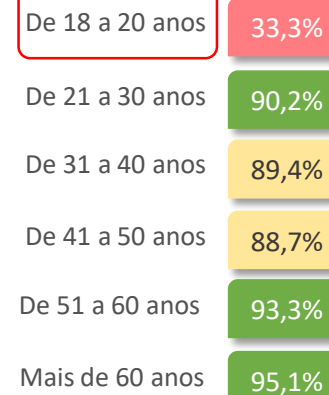 De 18 a 20 anos 33,3%
De 21 a 30 anos 90,2%
De 31 a 40 anos 89,4%
De 41 a 50 anos 88,7%
De 51 a 60 anos 93,3%
Mais de 60 anos 95,1%